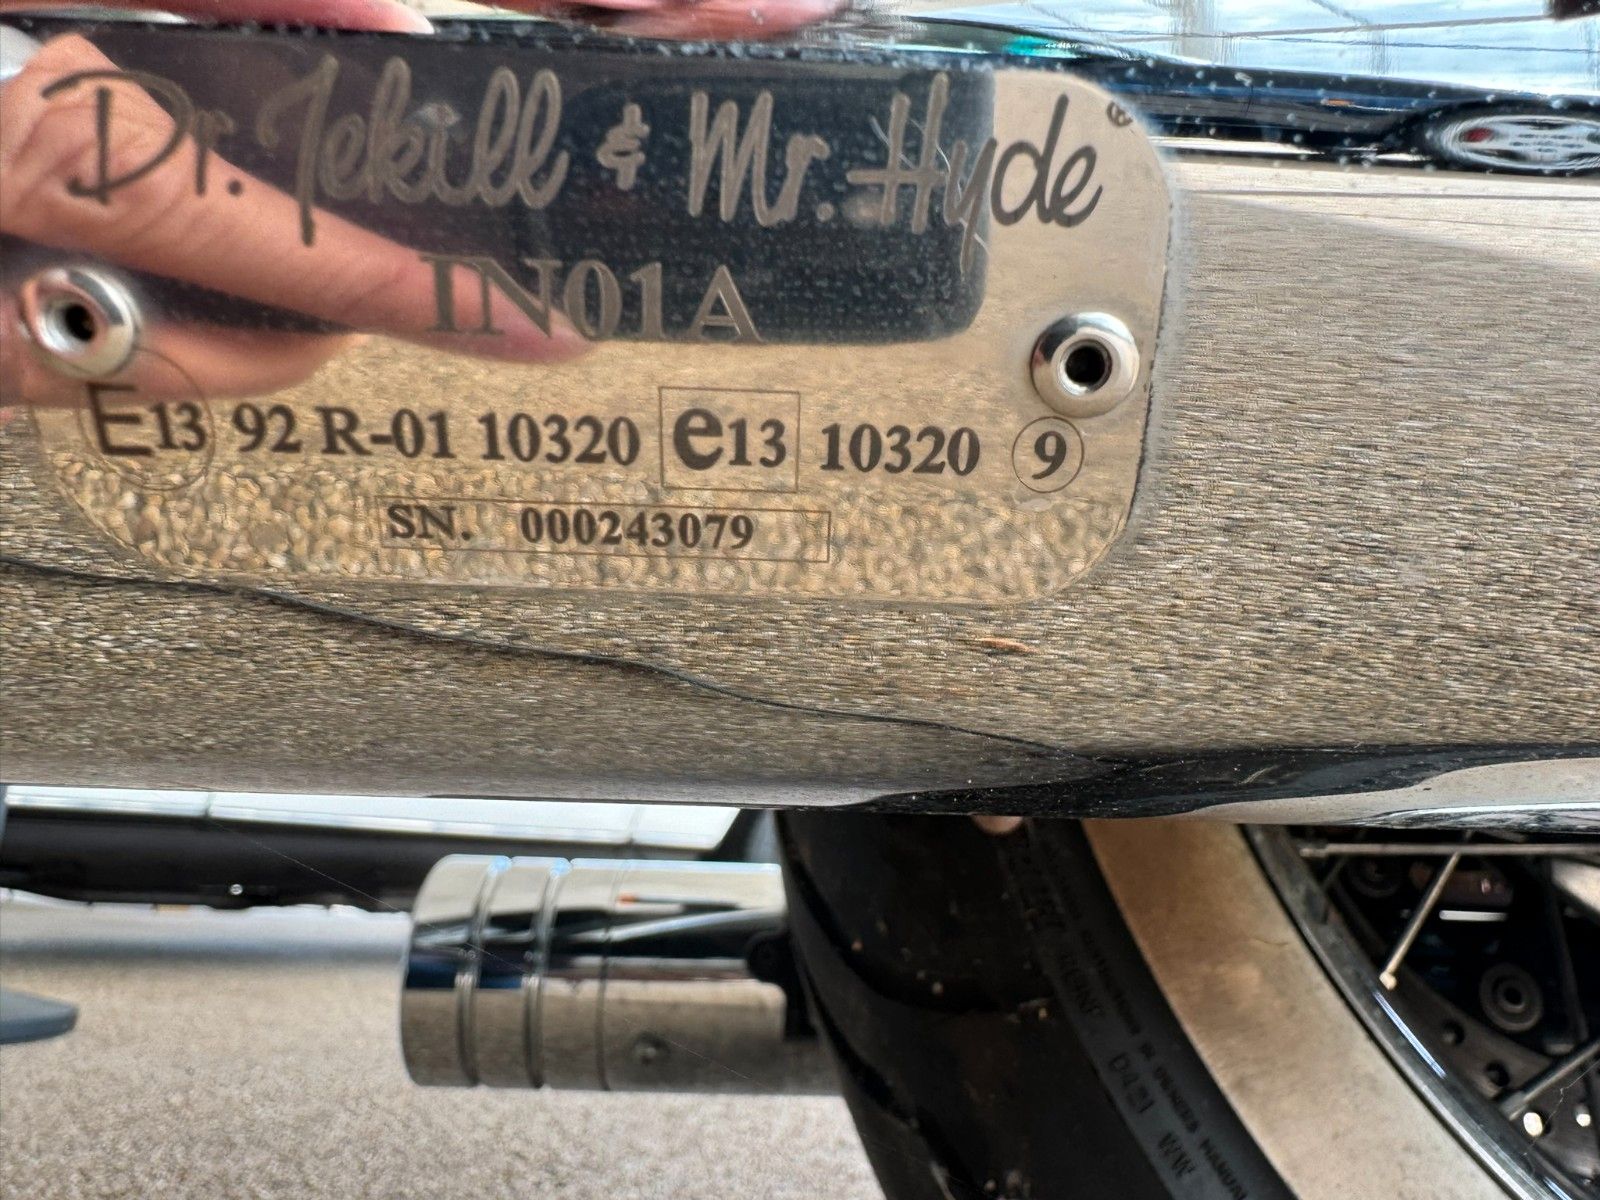 Dr. Jekill & Mr. Hyde ®
IN01A
E13 92 R-01 10320 e13 10320 9
SN. 000243079